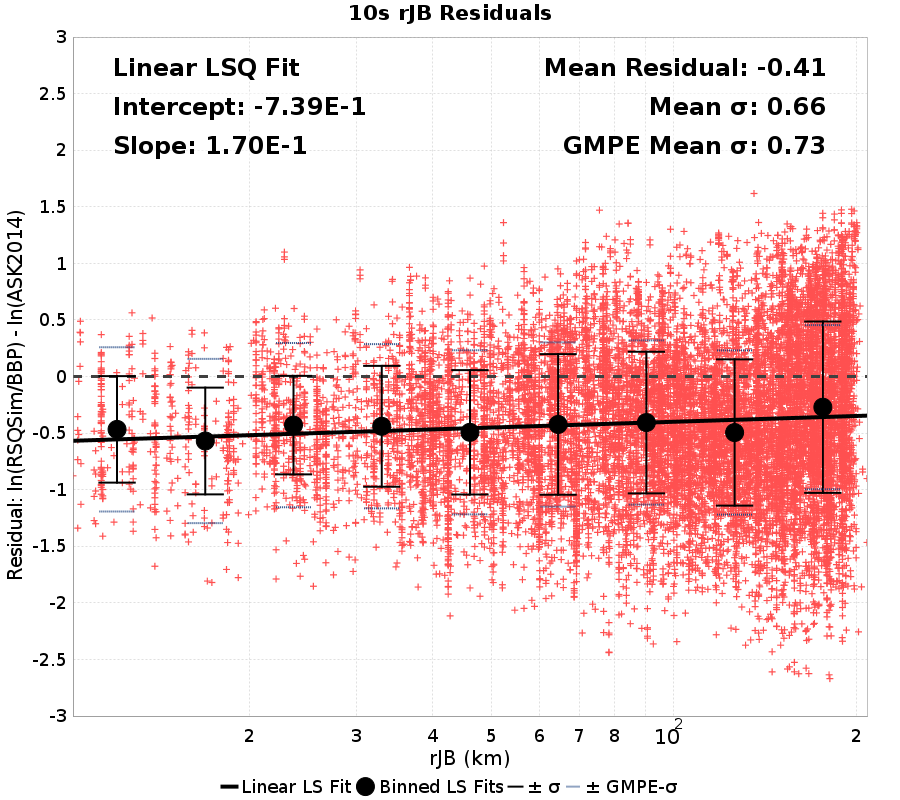 10s rJB Residuals
Linear LSQ Fit
Intercept: -7.39E-1
Slope: 1.70E-1
Mean Residual: -0.41
Mean σ: 0.66
GMPE Mean σ: 0.73
Residual: ln(RSQSim/BBP) - ln(ASK2014)
3
2.5
2
1.5
1
0.5
0
-0.5
-1
-1.5
-2
-2.5
-3
2 3 4 5 6 7 8 10² 2
rJB (km)
Linear LS Fit Binned LS Fits ± σ ± GMPE-σ